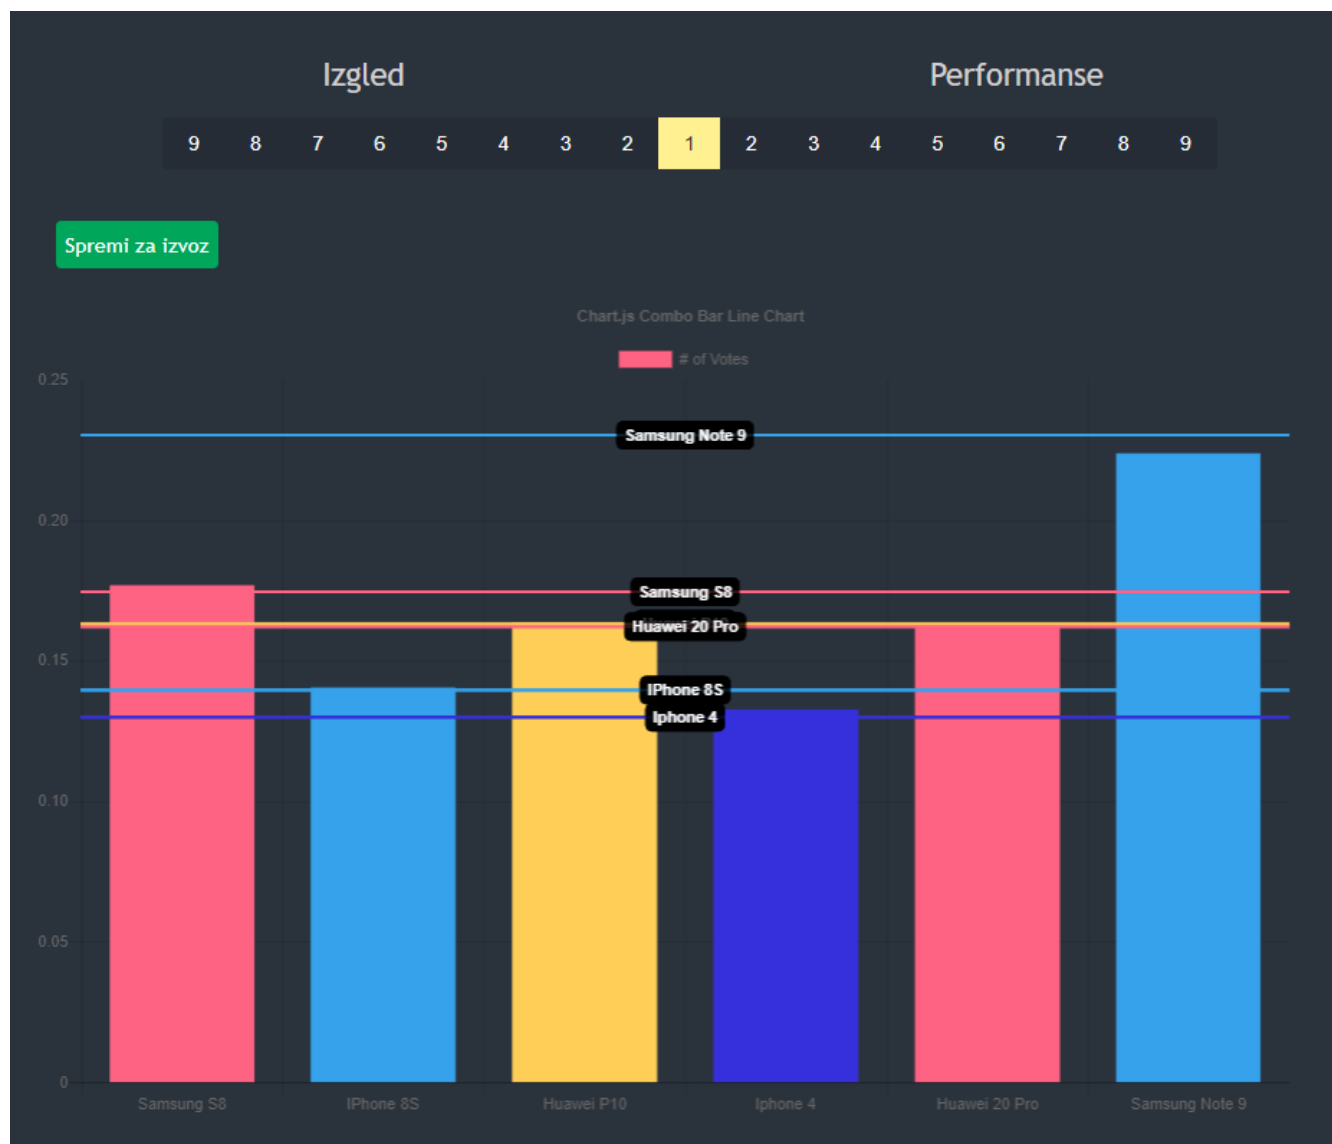 Izgled Performanse
9 8 7 6 5 4 3 2 1 2 3 4 5 6 7 8 9
Spremi za izvoz
Chart.js Combo Bar Line Chart
# of Votes
0.25
Samsung Note 9
0.20
Samsung S8
Huawei 20 Pro
0.15
IPhone 8S
Iphone 4
0.10
0.05
0
Samsung S8 IPhone 8S Huawei P10 Iphone 4 Huawei 20 Pro Samsung Note 9